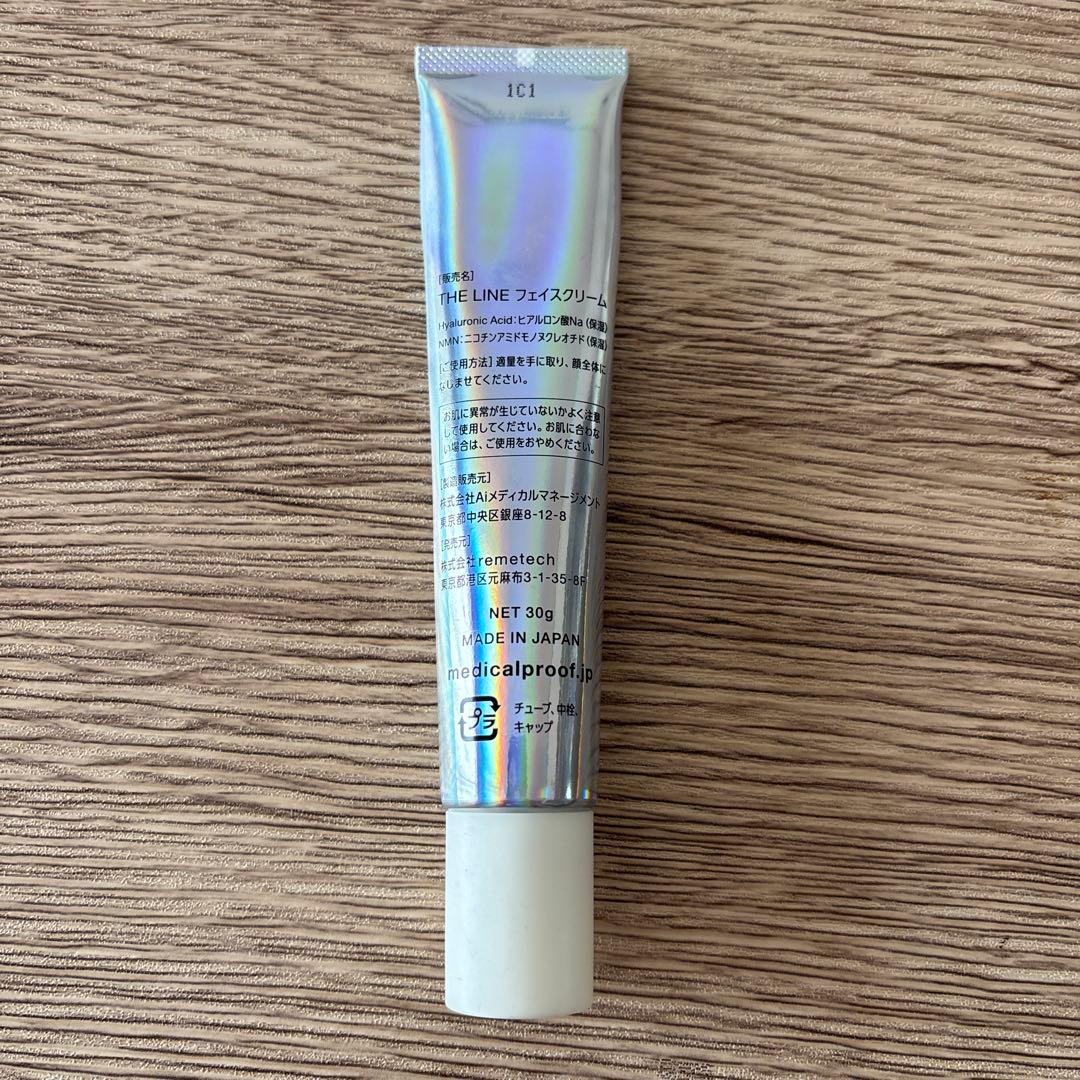 1C1
[販売名]
THE LINE フェイスクリーム
Hyaluronic Acid：ヒアルロン酸Na（保湿）
NMN：ニコチンアミドモノヌクレオチド（保湿）
[ご使用方法] 適量を手に取り、顔全体に
なじませてください。
お肌に異常が生じていないかよく注意
して使用してください。お肌に合わな
い場合は、ご使用をおやめください。
[製造販売元]
株式会社Aiメディカルマネージメント
東京都中央区銀座8-12-8
[発売元]
株式会社remetech
東京都港区元麻布3-1-35-8F
NET 30g
MADE IN JAPAN
medicalproof.jp
プラ
チューブ、中栓、
キャップ